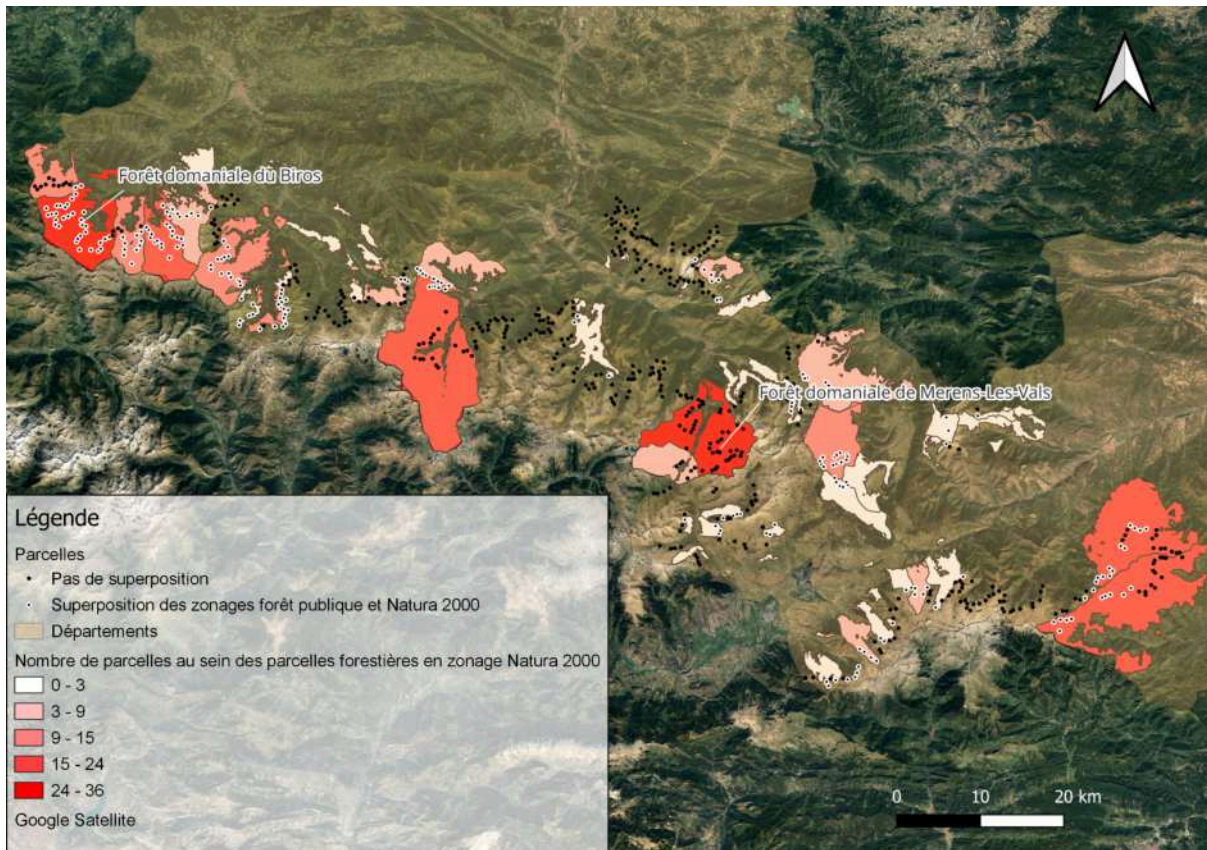 Forêt domaniale du Biros
Forêt domaniale de Merens-Les-Vals
Légende
Parcelles
Pas de superposition
Superposition des zonages forêt publique et Natura 2000
Départements
Nombre de parcelles au sein des parcelles forestières en zonage Natura 2000
0 - 3
3 - 9
9 - 15
15 - 24
24 - 36
Google Satellite
0 10 20 km